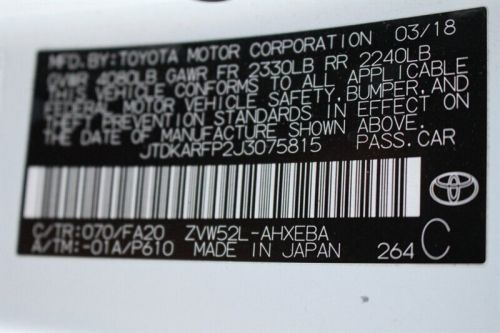 MFD.BY:TOYOTA MOTOR CORPORATION 03/18
GVWR 4080LB GAWR FR 2330LB RR 2240LB
THIS VEHICLE CONFORMS TO ALL APPLICABLE
FEDERAL MOTOR VEHICLE SAFETY,BUMPER,AND
THEFT PREVENTION STANDARDS IN EFFECT ON
THE DATE OF MANUFACTURE SHOWN ABOVE.
JTDKARFP2J3075815 PASS.CAR
C/TR:070/FA20 ZVW52L-AHXEBA
A/TM:-01A/P610 MADE IN JAPAN 264 C